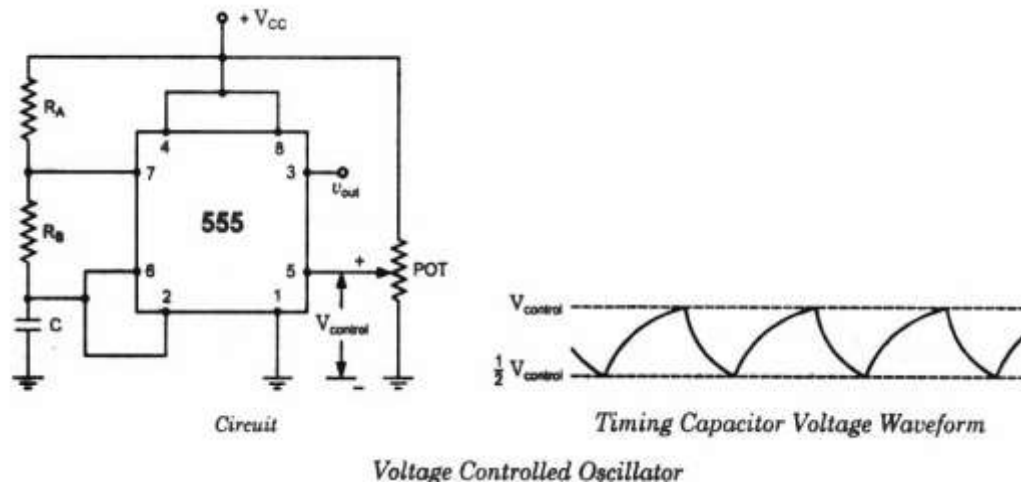 + V_CC
R_A
4
8
7
3
v_out
R_B
555
6
5
+
POT
2
1
C
V_control
-
V_control
1/2 V_control
Circuit
Timing Capacitor Voltage Waveform
Voltage Controlled Oscillator